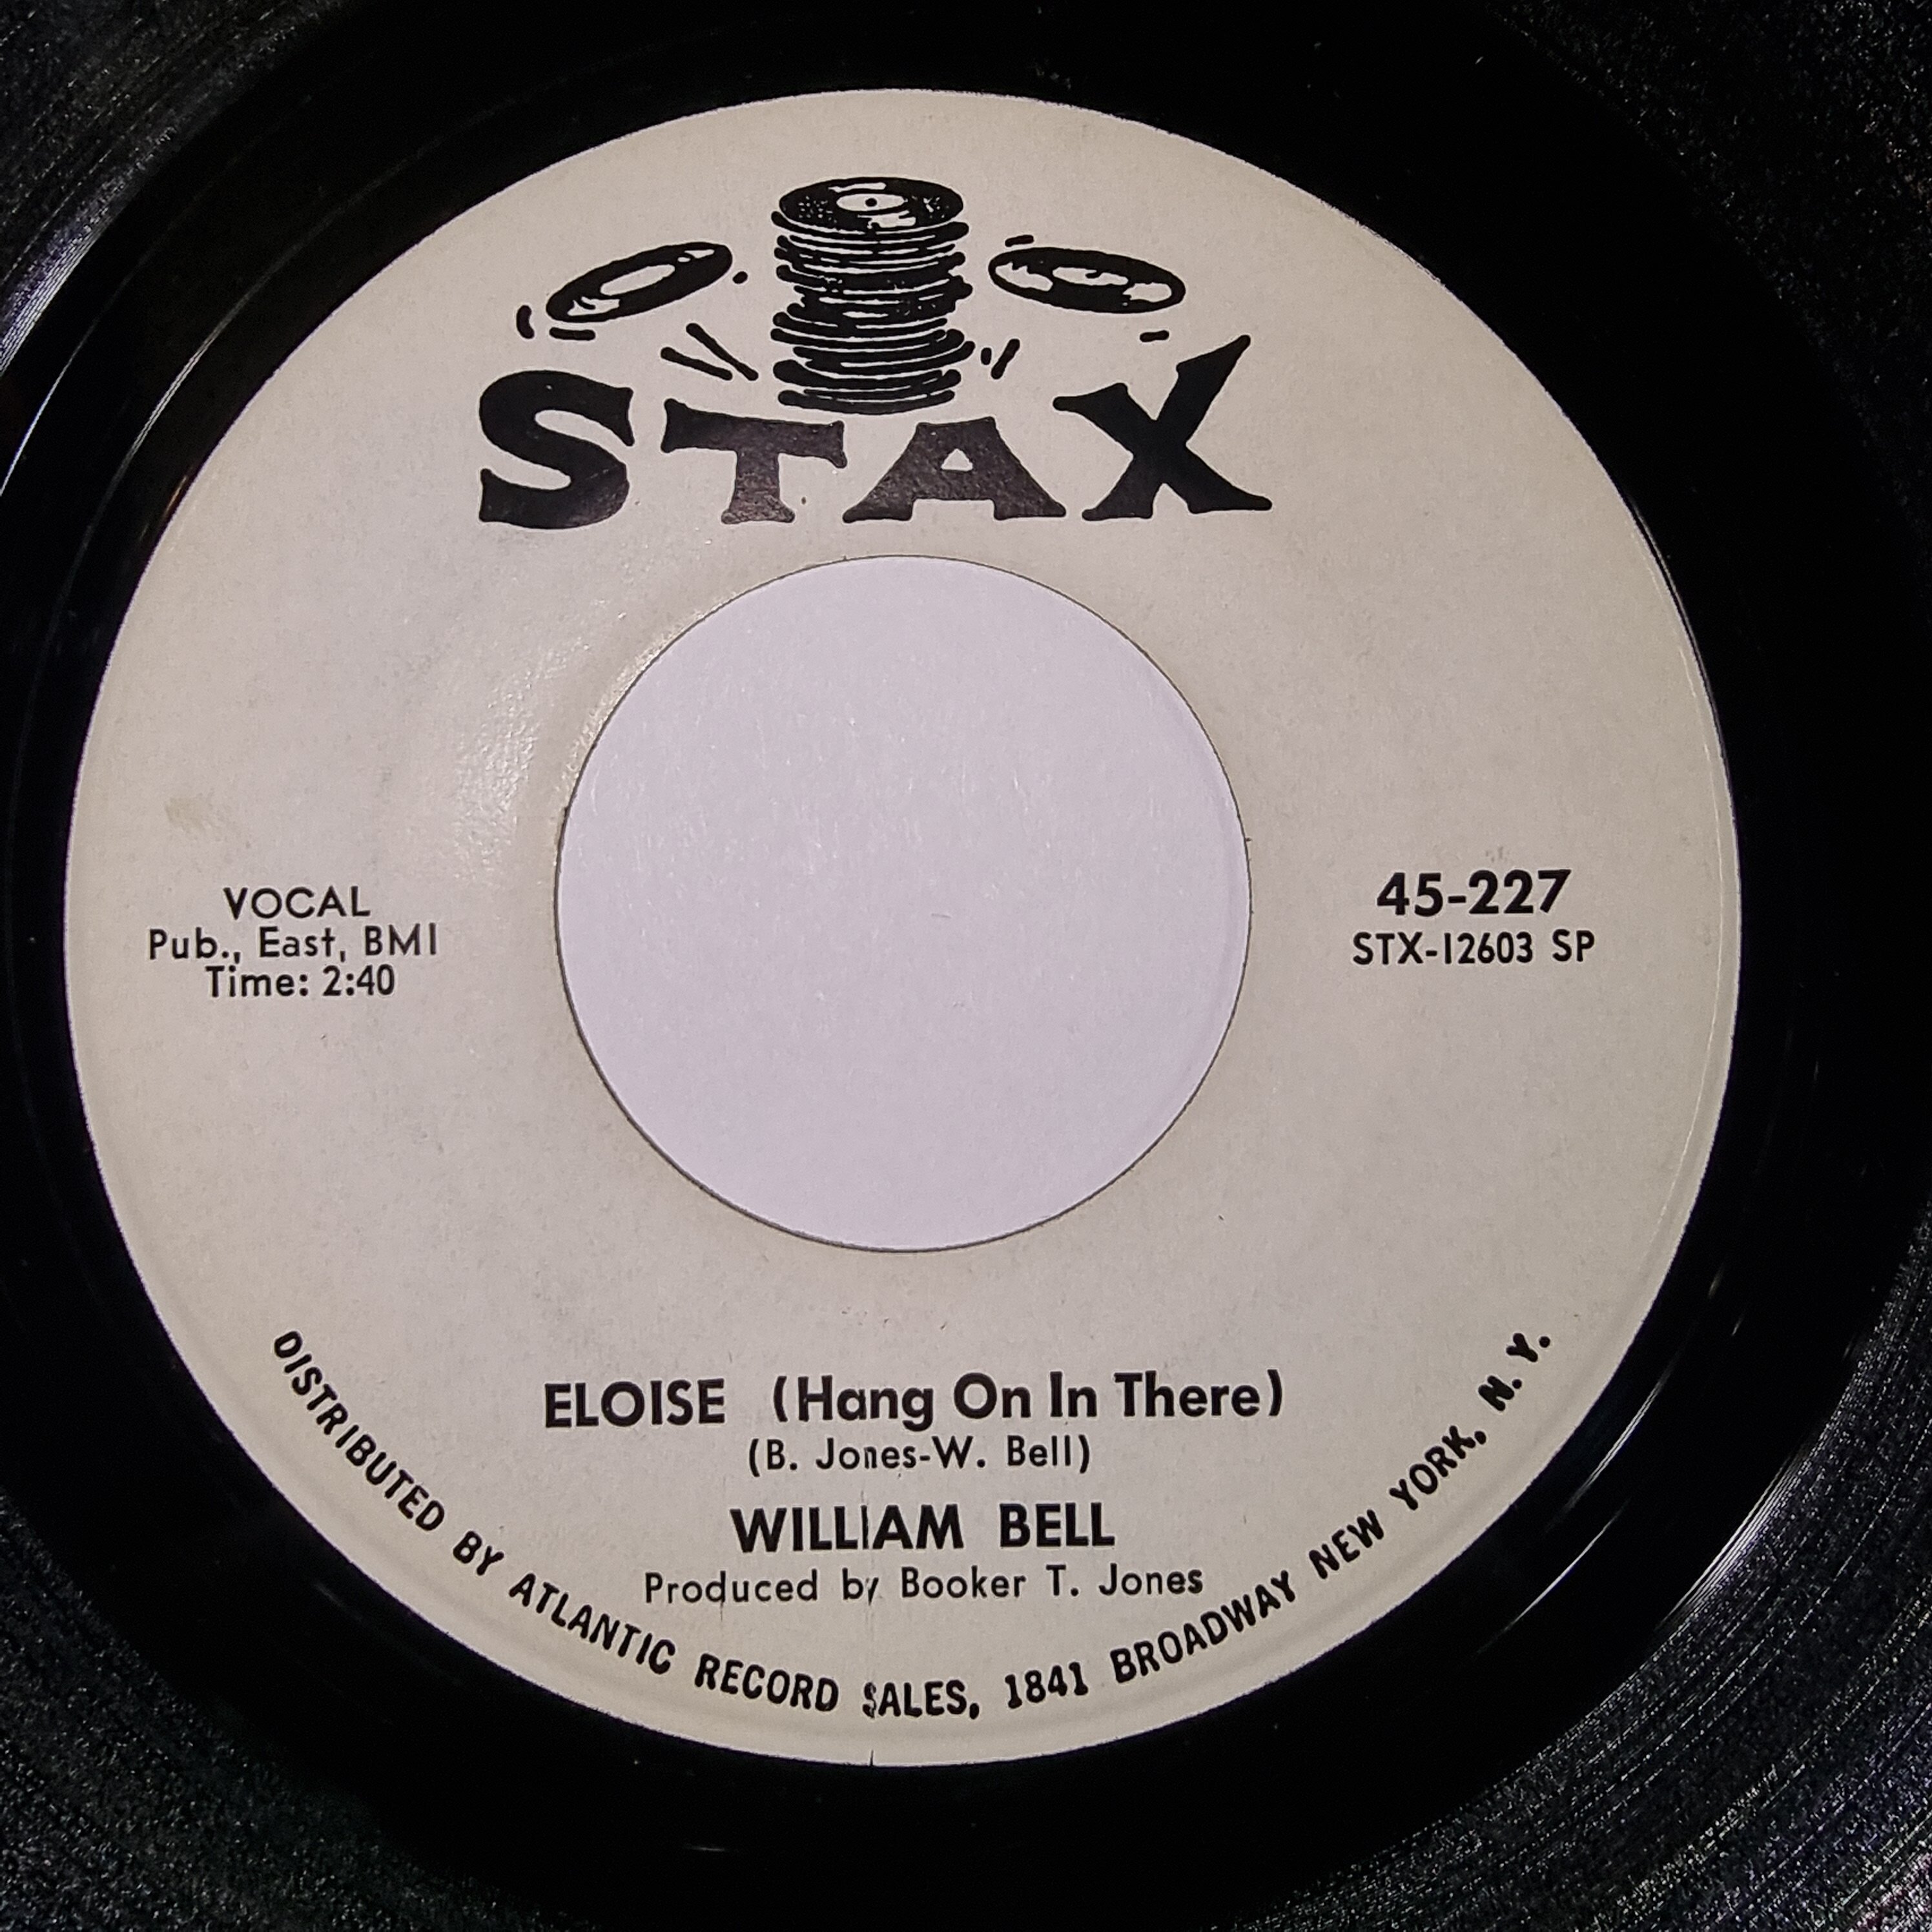 STAX
VOCAL
Pub., East, BMI
Time: 2:40
45-227
STX-12603 SP
ELOISE (Hang On In There)
(B. Jones-W. Bell)
WILLIAM BELL
Produced by Booker T. Jones
DISTRIBUTED BY ATLANTIC RECORD SALES, 1841 BROADWAY NEW YORK, N. Y.